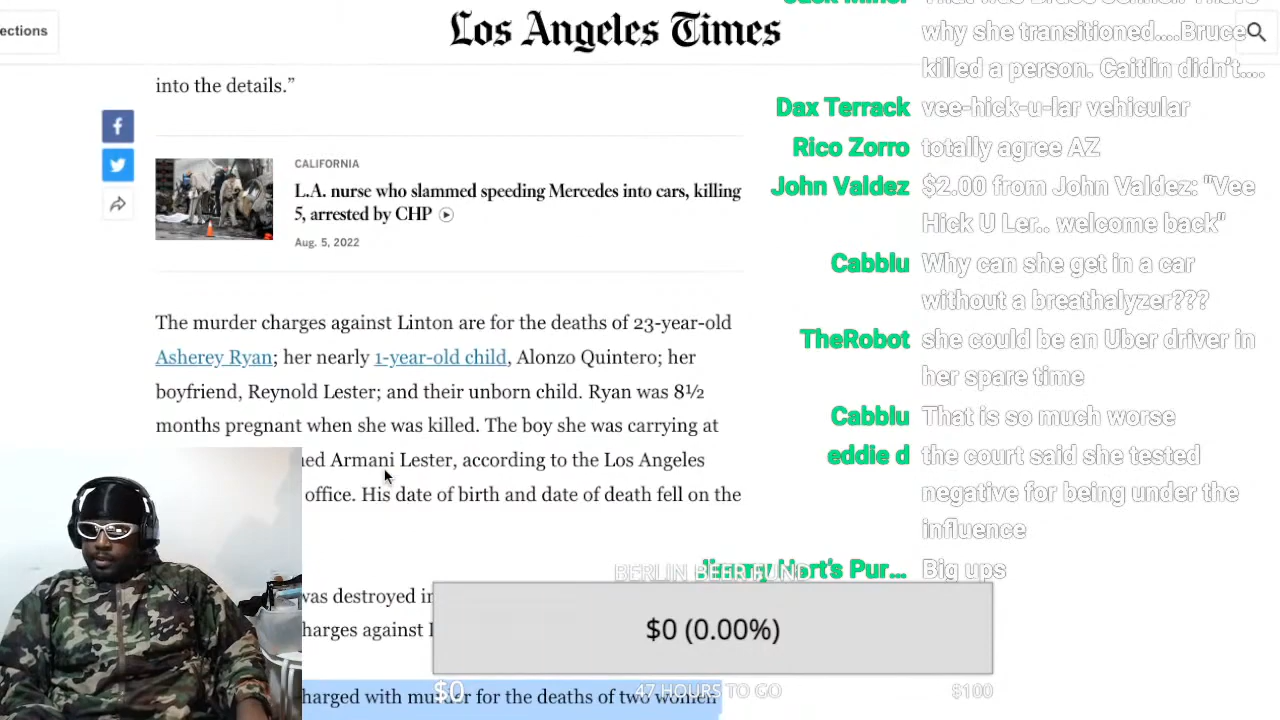 ections
Los Angeles Times
into the details.”
CALIFORNIA
L.A. nurse who slammed speeding Mercedes into cars, killing
5, arrested by CHP
Aug. 5, 2022
The murder charges against Linton are for the deaths of 23-year-old
Asherey Ryan; her nearly 1-year-old child, Alonzo Quintero; her
boyfriend, Reynold Lester; and their unborn child. Ryan was 8½
months pregnant when she was killed. The boy she was carrying at
ed Armani Lester, according to the Los Angeles
office. His date of birth and date of death fell on the
was destroyed in
harges against
harged with murder for the deaths of two women
why she transitioned....Bruce
killed a person. Caitlin didn't....
Dax Terrack vee-hick-u-lar vehicular
Rico Zorro totally agree AZ
John Valdez $2.00 from John Valdez: "Vee
Hick U Ler.. welcome back"
Cabblu Why can she get in a car
without a breathalyzer???
TheRobot she could be an Uber driver in
her spare time
Cabblu That is so much worse
eddie d the court said she tested
negative for being under the
influence
Jimmy Nort's Pur... Big ups
BERLIN BEER FUND
$0 (0.00%)
$0 47 HOURS TO GO $100